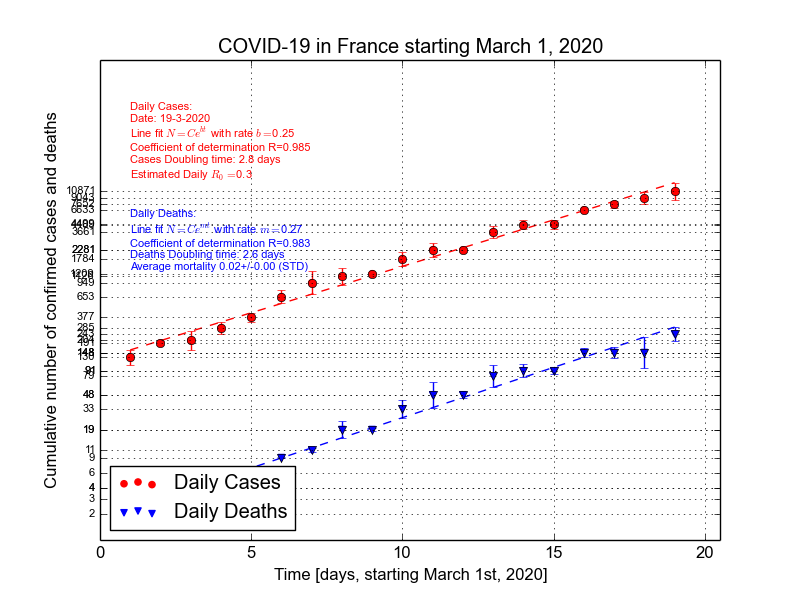 COVID-19 in France starting March 1, 2020
Daily Cases:
Date: 19-3-2020
Line fit N = Ce^{bt} with rate b = 0.25
Coefficient of determination R=0.985
Cases Doubling time: 2.8 days
Estimated Daily R_0 = 0.3
Daily Deaths:
Line fit N = Ce^{mt} with rate m = 0.27
Coefficient of determination R=0.983
Deaths Doubling time: 2.6 days
Average mortality 0.02+/-0.00 (STD)
Cumulative number of confirmed cases and deaths
10871
9043
7652
6633
3661
2281
1784
949
653
377
285
243
191
79
48
33
19
11
9
6
4
3
2
Daily Cases
Daily Deaths
0 5 10 15 20
Time [days, starting March 1st, 2020]